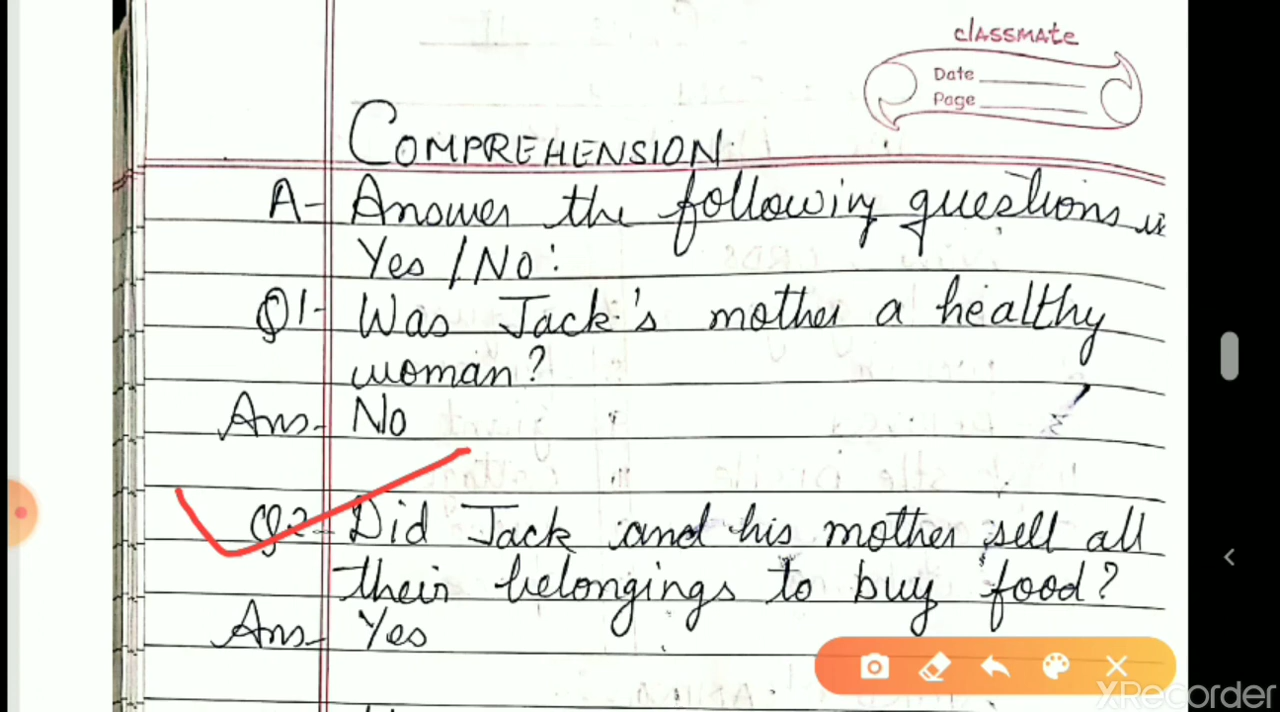 classmate
Date
Page
COMPREHENSION
A- Answer the following questions in
Yes / No :
Q1- Was Jack's mother a healthy
woman?
Ans- No
Q2- Did Jack and his mother sell all
their belongings to buy food?
Ans- Yes
XRecorder